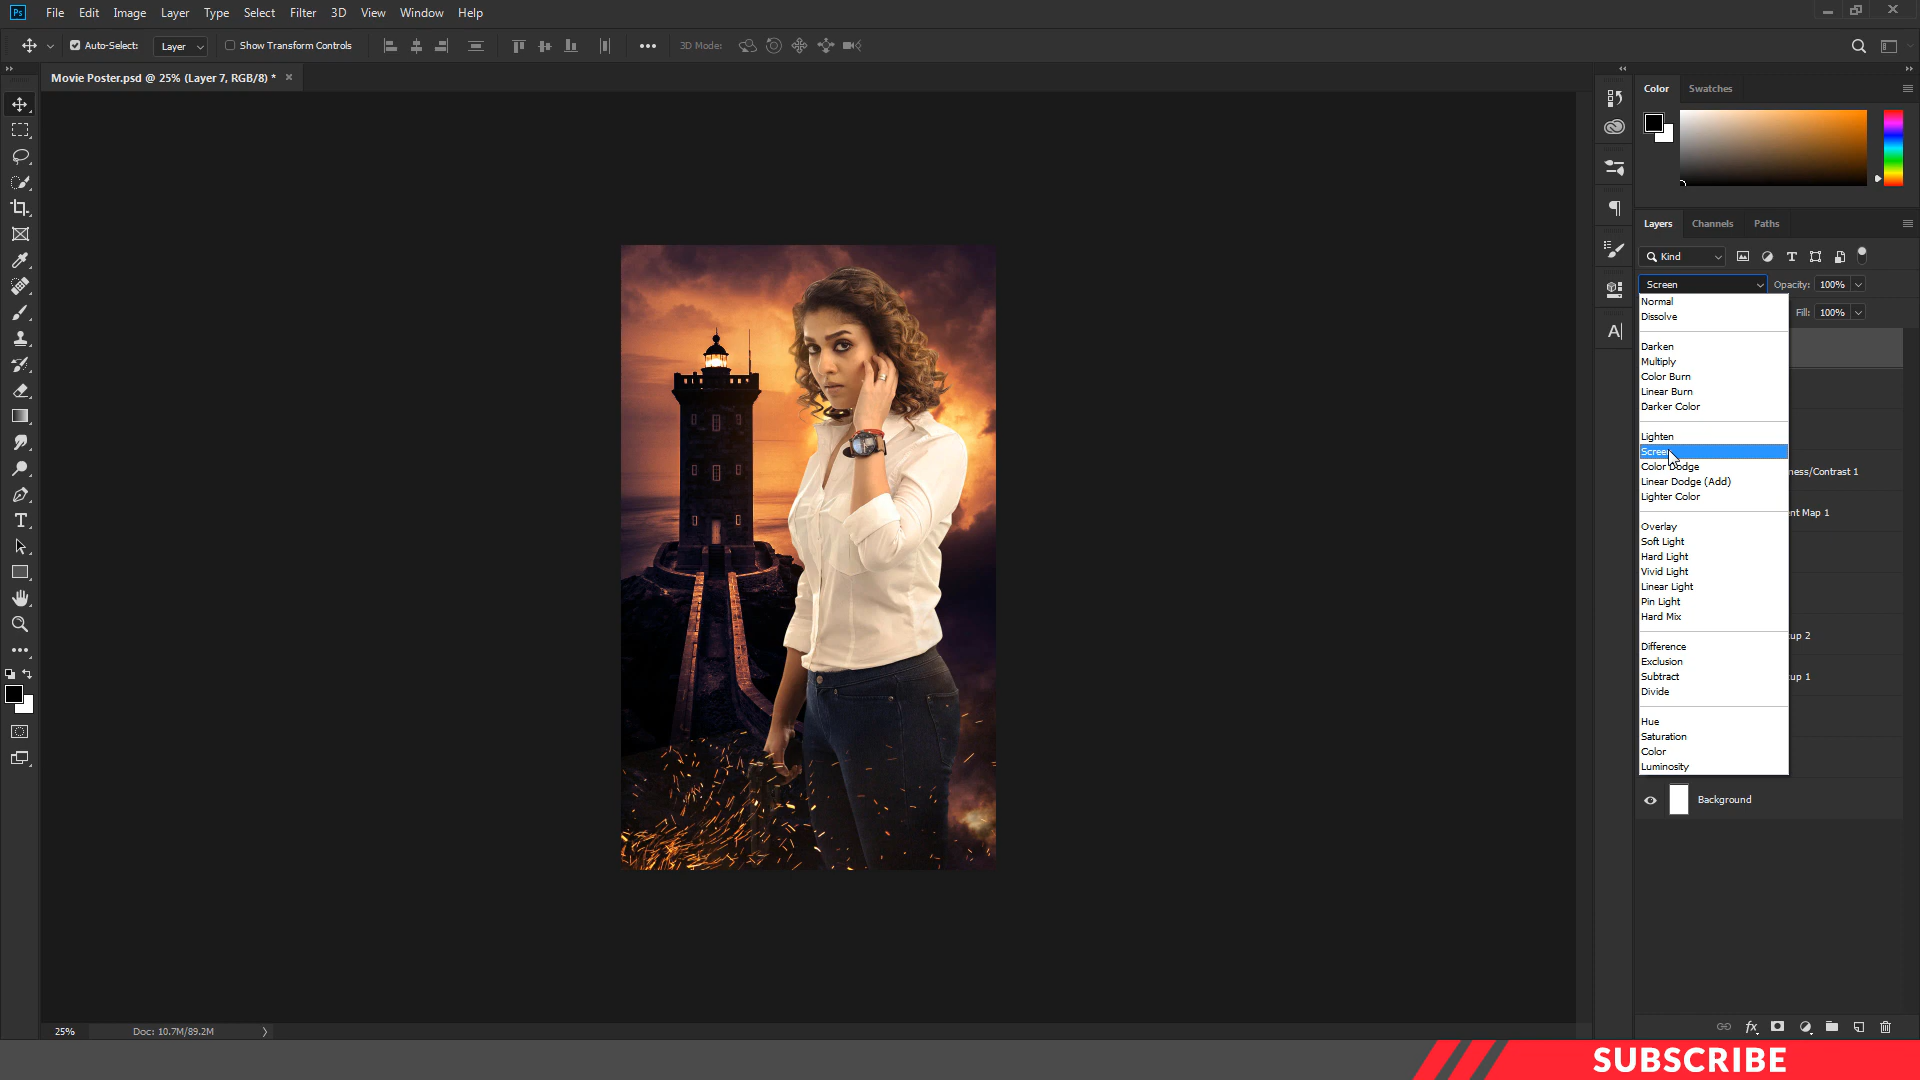 Ps File Edit Image Layer Type Select Filter 3D View Window Help
Auto-Select: Layer Show Transform Controls 3D Mode:
Movie Poster.psd @ 25% (Layer 7, RGB/8) *
Color Swatches
Layers Channels Paths
Kind
Screen Opacity: 100%
Fill: 100%
Normal
Dissolve
Darken
Multiply
Color Burn
Linear Burn
Darker Color
Lighten
Screen
Color Dodge
Linear Dodge (Add)
Lighter Color
Overlay
Soft Light
Hard Light
Vivid Light
Linear Light
Pin Light
Hard Mix
Difference
Exclusion
Subtract
Divide
Hue
Saturation
Color
Luminosity
ness/Contrast 1
nt Map 1
up 2
up 1
Background
25% Doc: 10.7M/89.2M
SUBSCRIBE